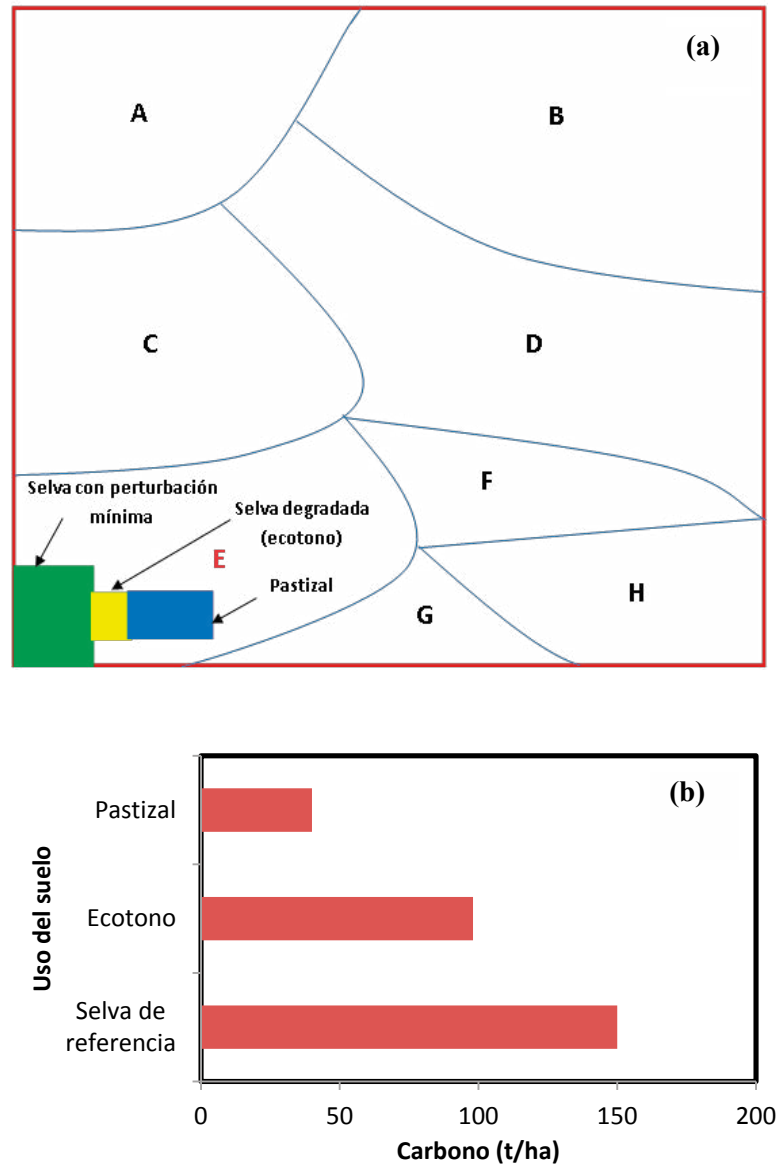 (a)
A
B
C
D
Selva con perturbación
mínima
Selva degradada
(ecotono)
E
Pastizal
F
G
H
(b)
Uso del suelo
Pastizal
Ecotono
Selva de
referencia
0
50
100
150
200
Carbono (t/ha)